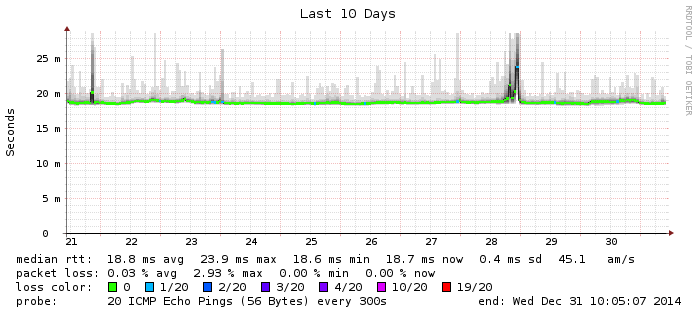 Last 10 Days
RRDTOOL / TOBI OETIKER
Seconds
25 m
20 m
15 m
10 m
5 m
0
21 22 23 24 25 26 27 28 29 30
median rtt: 18.8 ms avg 23.9 ms max 18.6 ms min 18.7 ms now 0.4 ms sd 45.1 am/s
packet loss: 0.03 % avg 2.93 % max 0.00 % min 0.00 % now
loss color: 0 1/20 2/20 3/20 4/20 10/20 19/20
probe: 20 ICMP Echo Pings (56 Bytes) every 300s end: Wed Dec 31 10:05:07 2014